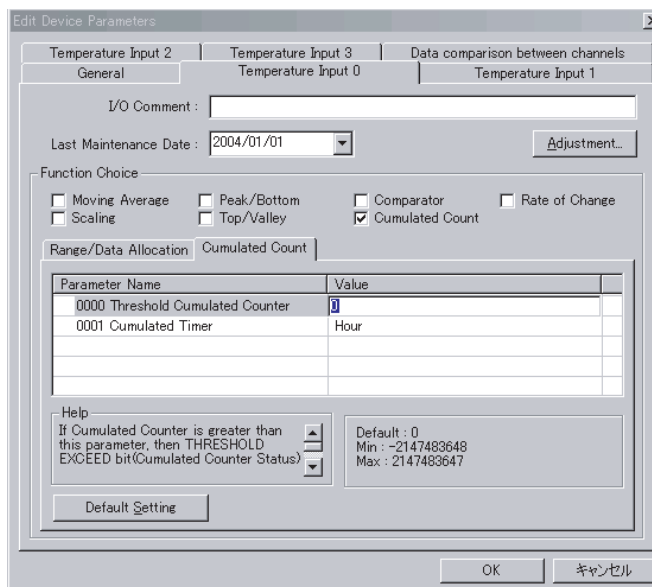 Edit Device Parameters
Temperature Input 2
Temperature Input 3
Data comparison between channels
General
Temperature Input 0
Temperature Input 1
I/O Comment :
Last Maintenance Date : 2004/01/01
Adjustment...
Function Choice
Moving Average
Peak/Bottom
Comparator
Rate of Change
Scaling
Top/Valley
Cumulated Count
Range/Data Allocation
Cumulated Count
Parameter Name Value
0000 Threshold Cumulated Counter 0
0001 Cumulated Timer Hour
Help
If Cumulated Counter is greater than
this parameter, then THRESHOLD
EXCEED bit(Cumulated Counter Status)
Default : 0
Min : -2147483648
Max : 2147483647
Default Setting
OK
キャンセル